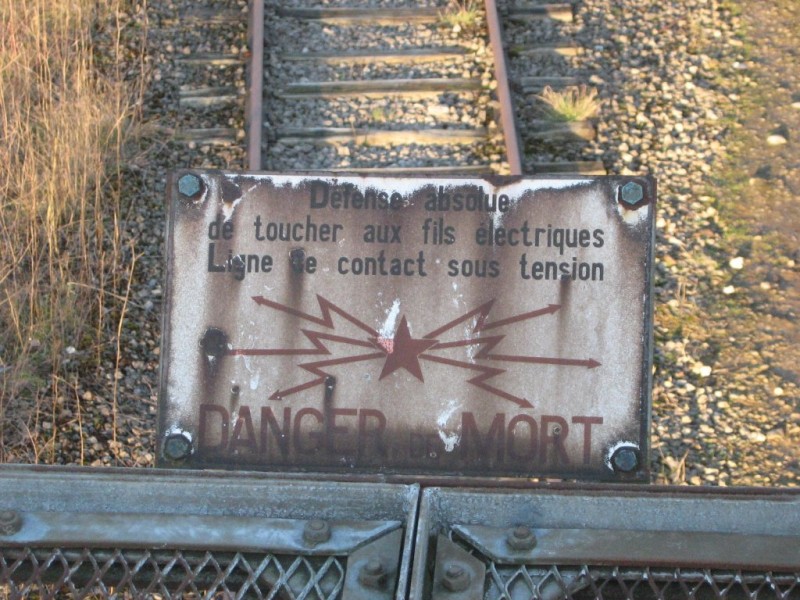 Défense absolue
de toucher aux fils électriques
Ligne de contact sous tension
DANGER DE MORT